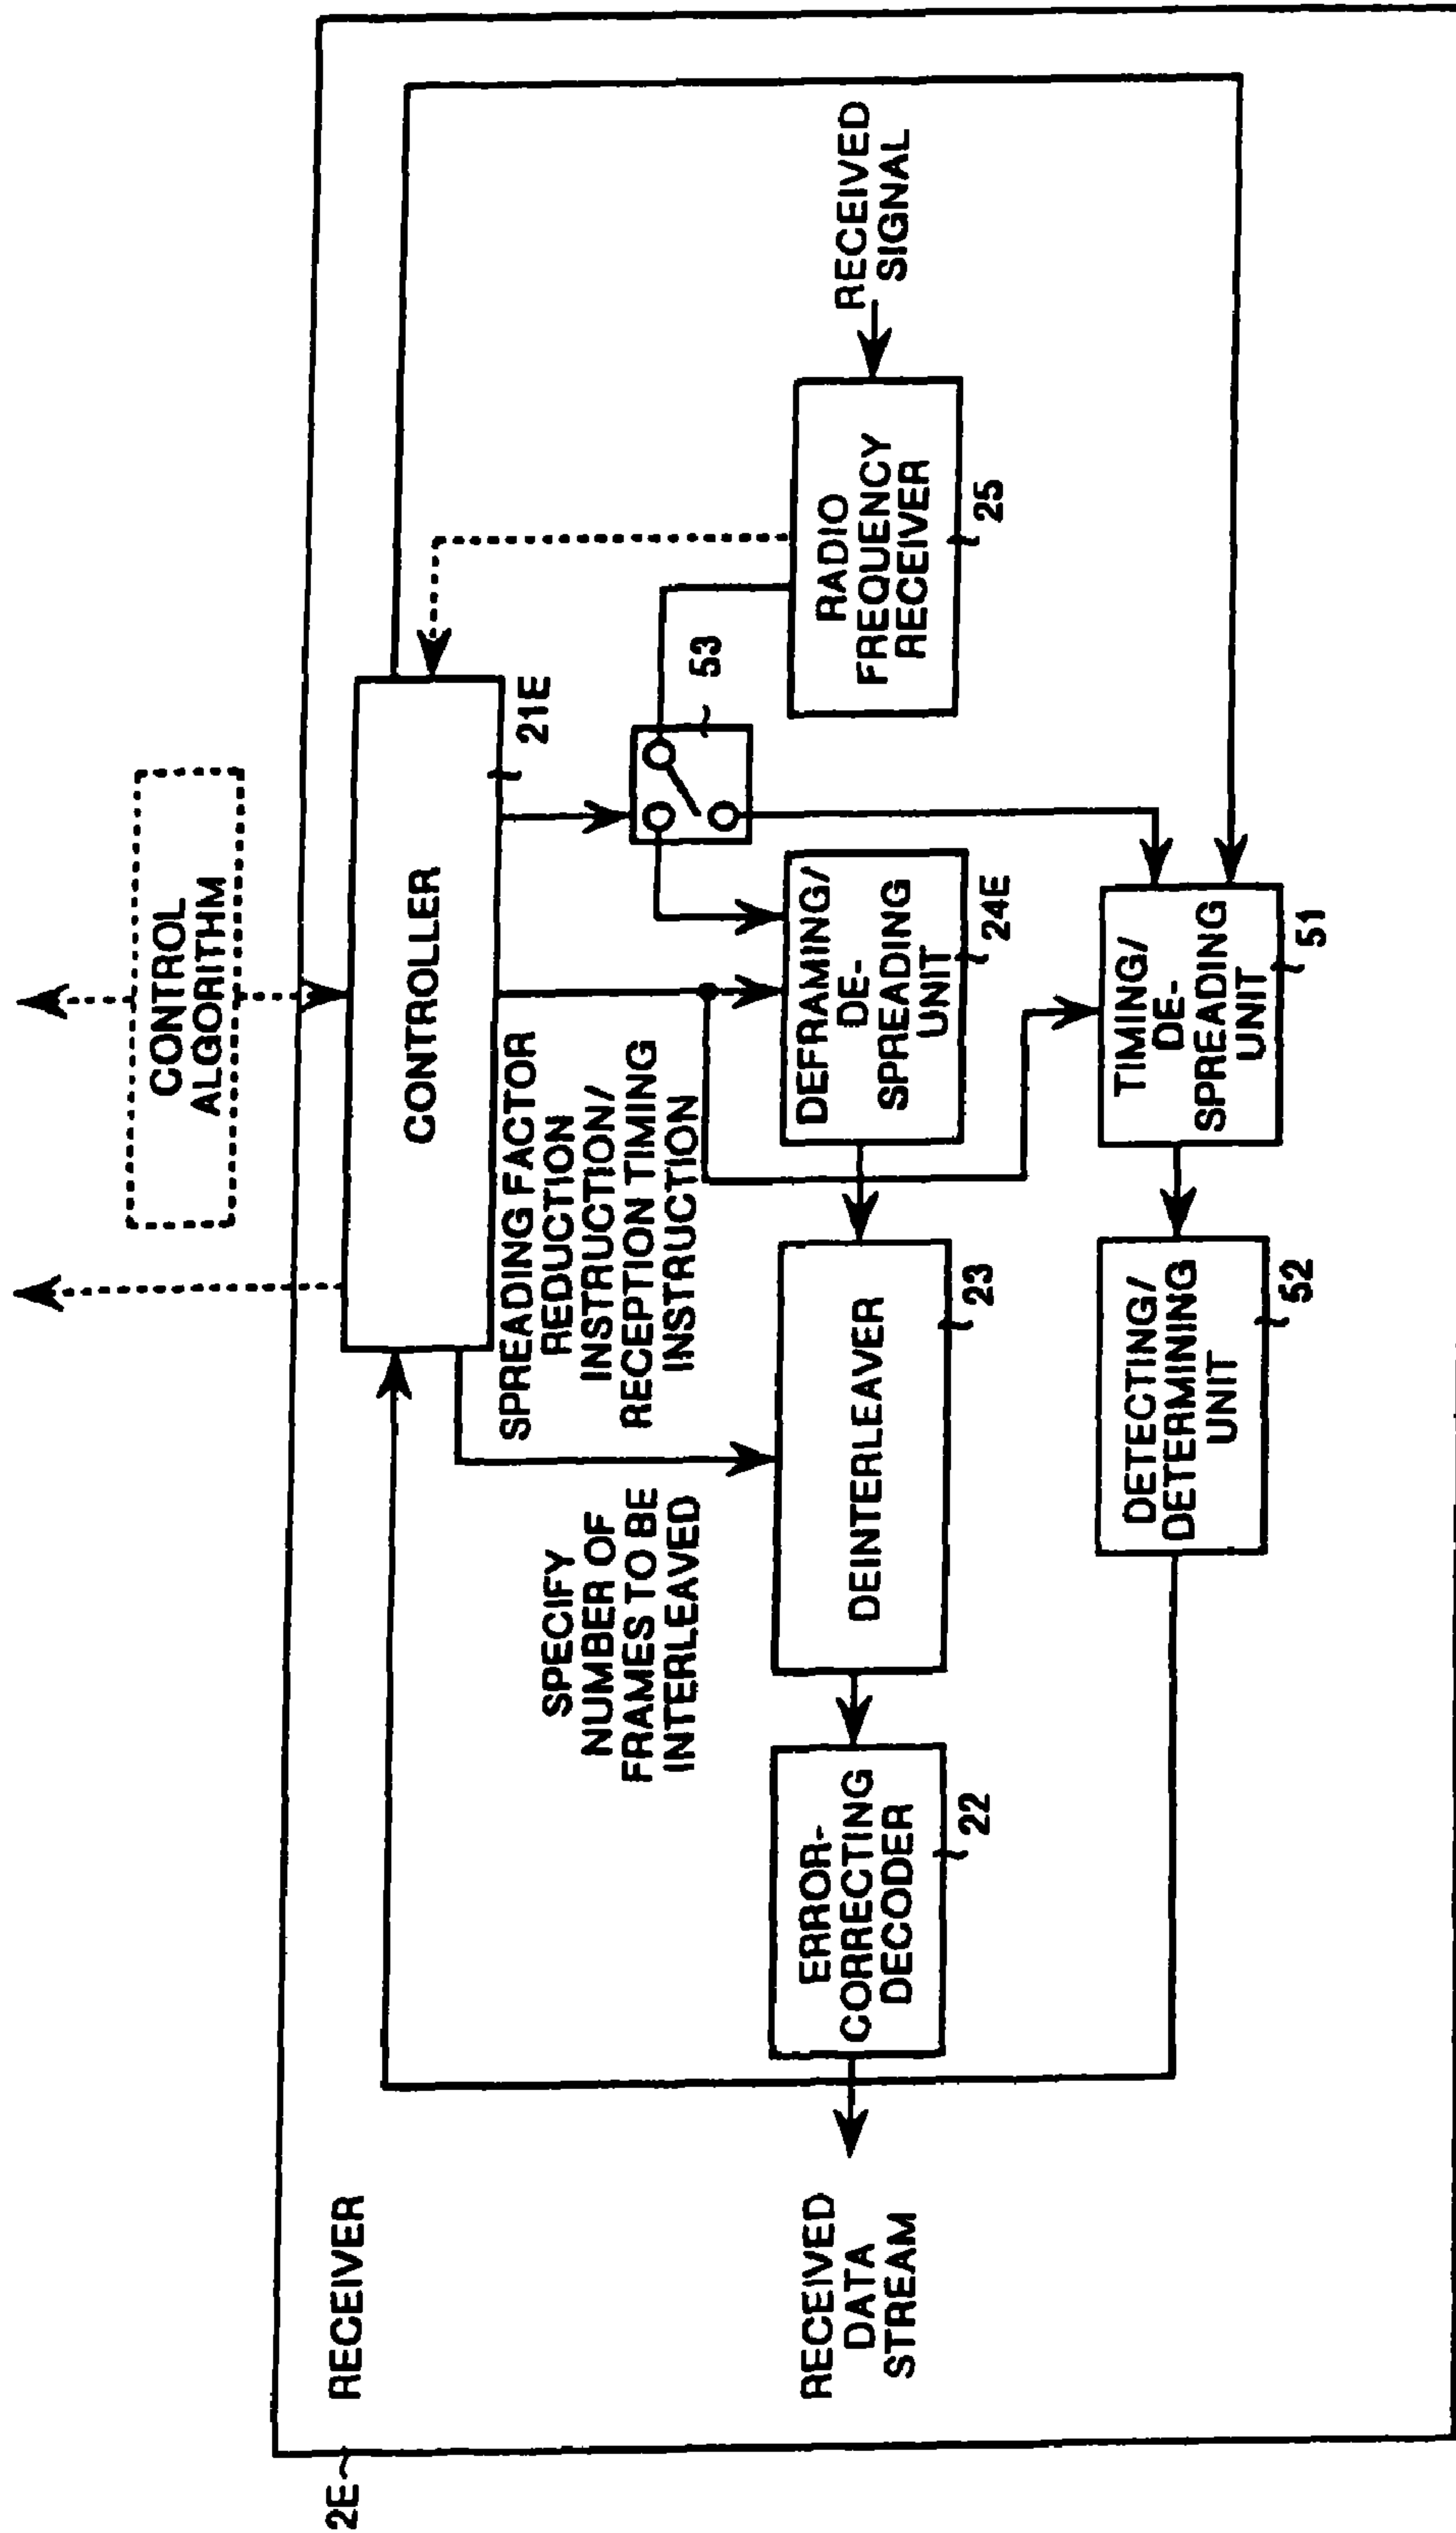 CONTROL
ALGORITHM
2E
RECEIVER
CONTROLLER
21E
SPECIFY
NUMBER OF
FRAMES TO BE
INTERLEAVED
SPREADING FACTOR
REDUCTION
INSTRUCTION/
RECEPTION TIMING
INSTRUCTION
53
RECEIVED
DATA
STREAM
ERROR-
CORRECTING
DECODER
22
DEINTERLEAVER
23
DEFRAMING/
DE-
SPREADING
UNIT
24E
RADIO
FREQUENCY
RECEIVER
25
RECEIVED
SIGNAL
DETECTING/
DETERMINING
UNIT
52
TIMING/
DE-
SPREADING
UNIT
51